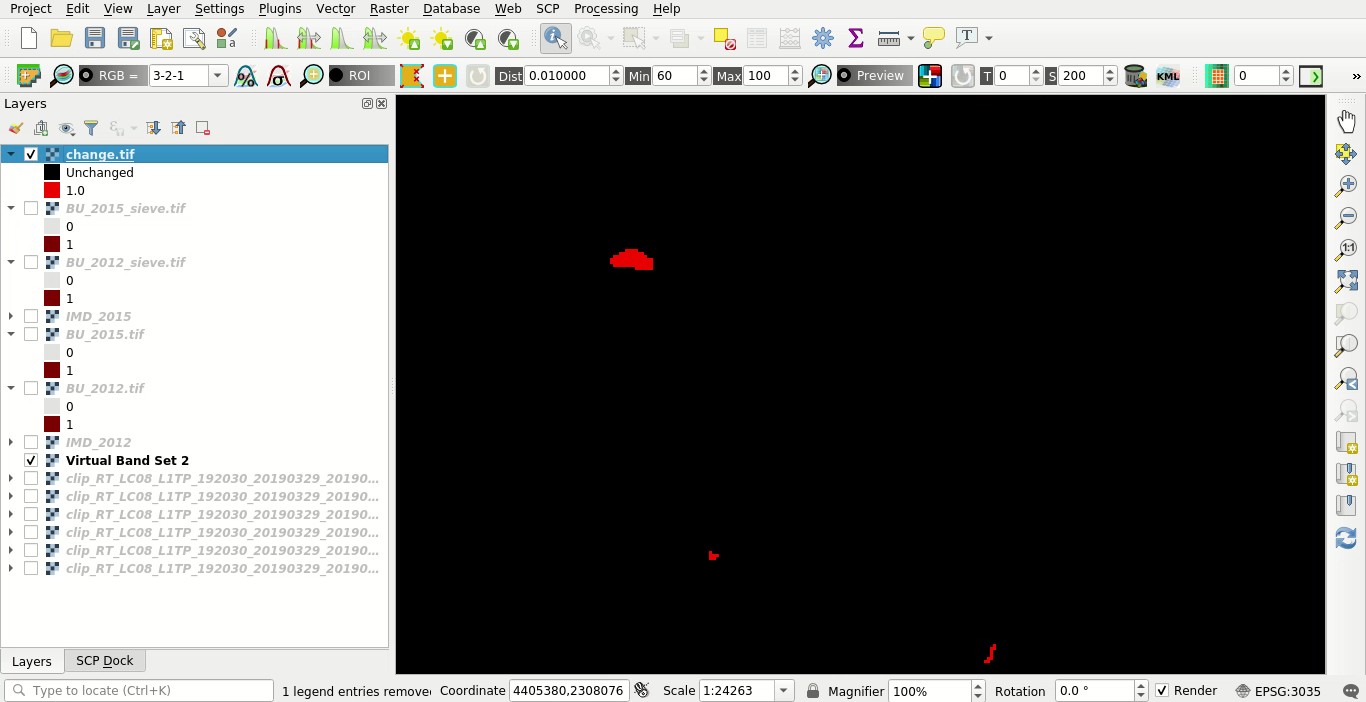 Project Edit View Layer Settings Plugins Vector Raster Database Web SCP Processing Help
RGB = 3-2-1 ROI Dist 0.010000 Min 60 Max 100 Preview T 0 S 200 KML 0 »
Layers
change.tif
Unchanged
1.0
BU_2015_sieve.tif
0
1
BU_2012_sieve.tif
0
1
IMD_2015
BU_2015.tif
0
1
BU_2012.tif
0
1
IMD_2012
Virtual Band Set 2
clip_RT_LC08_L1TP_192030_20190329_20190...
clip_RT_LC08_L1TP_192030_20190329_20190...
clip_RT_LC08_L1TP_192030_20190329_20190...
clip_RT_LC08_L1TP_192030_20190329_20190...
clip_RT_LC08_L1TP_192030_20190329_20190...
clip_RT_LC08_L1TP_192030_20190329_20190...
1:1
Layers SCP Dock
Type to locate (Ctrl+K) 1 legend entries remove Coordinate 4405380,2308076 Scale 1:24263 Magnifier 100% Rotation 0.0 ° Render EPSG:3035